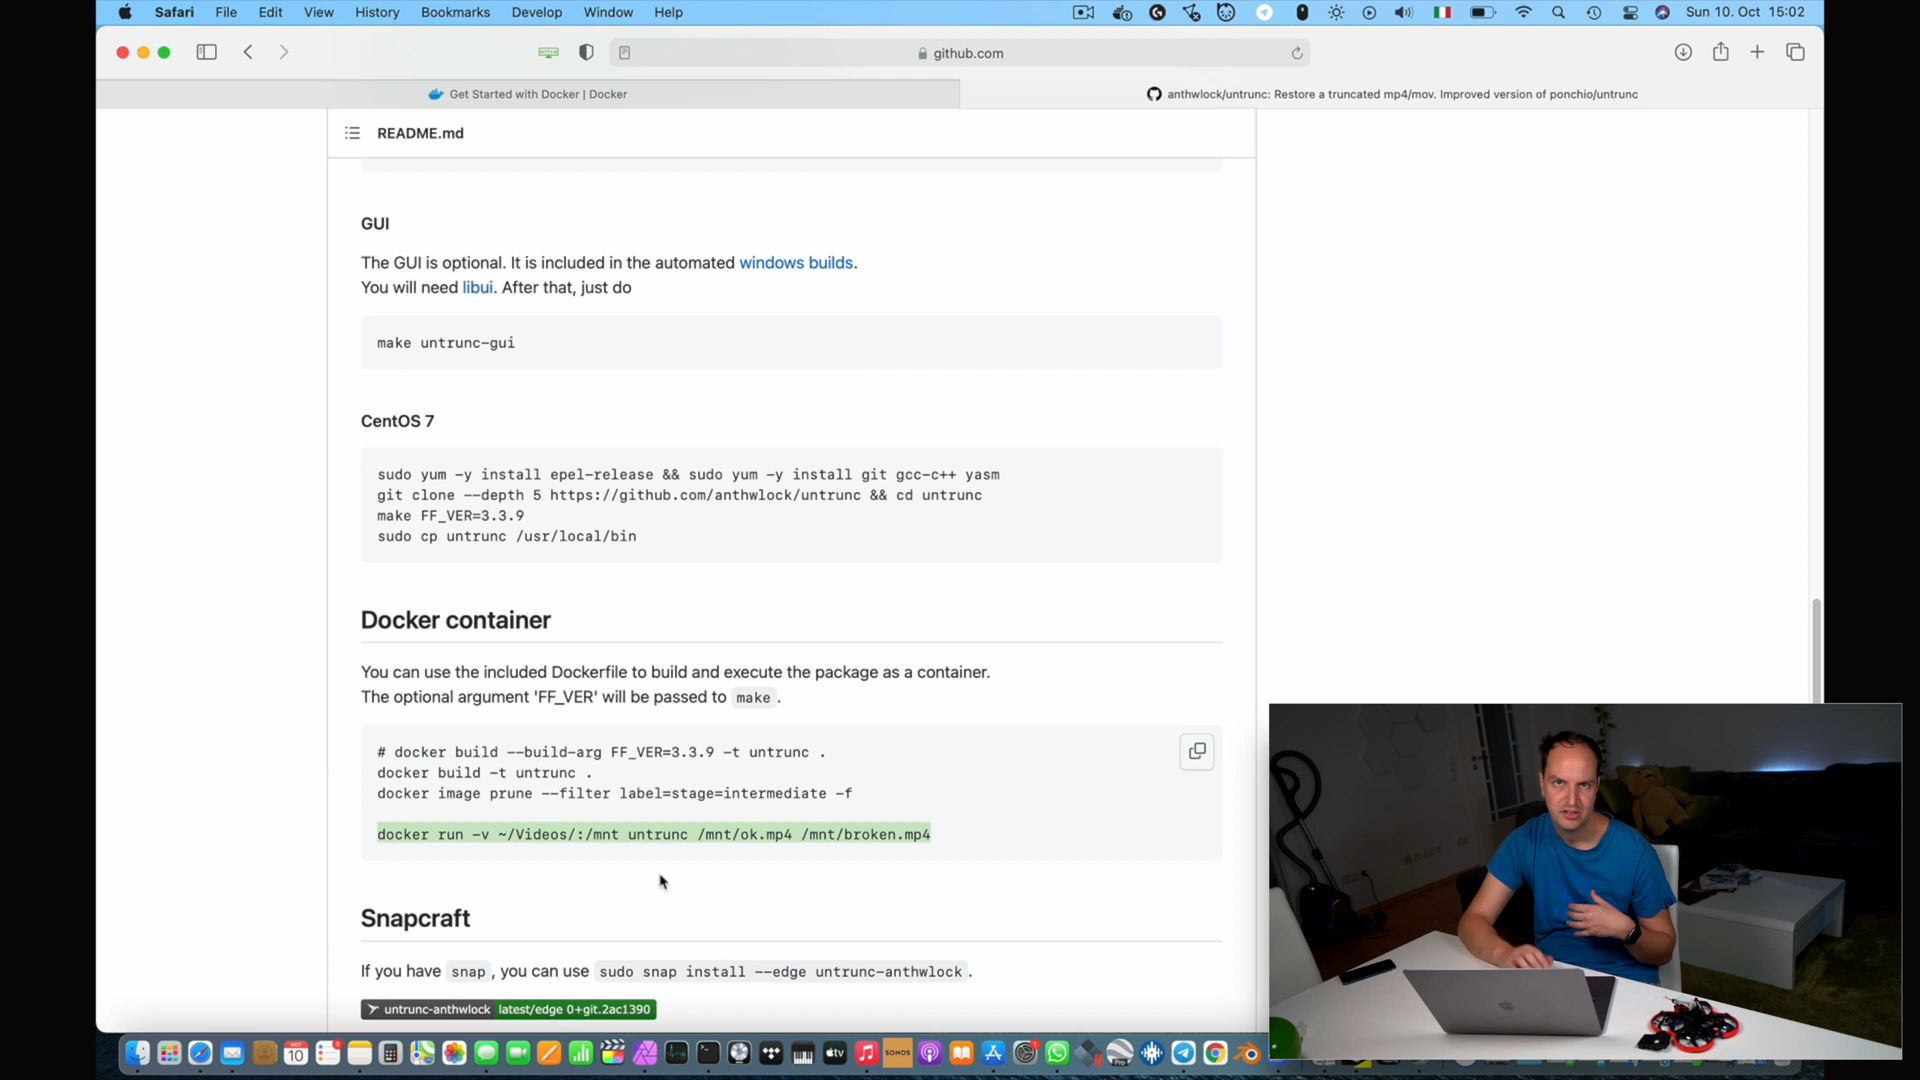 Safari File Edit View History Bookmarks Develop Window Help Sun 10. Oct 15:02
github.com
Get Started with Docker | Docker
anthwlock/untrunc: Restore a truncated mp4/mov. Improved version of ponchio/untrunc
README.md
GUI
The GUI is optional. It is included in the automated windows builds.
You will need libui. After that, just do
make untrunc-gui
CentOS 7
sudo yum -y install epel-release && sudo yum -y install git gcc-c++ yasm
git clone --depth 5 https://github.com/anthwlock/untrunc && cd untrunc
make FF_VER=3.3.9
sudo cp untrunc /usr/local/bin
Docker container
You can use the included Dockerfile to build and execute the package as a container.
The optional argument 'FF_VER' will be passed to make .
# docker build --build-arg FF_VER=3.3.9 -t untrunc .
docker build -t untrunc .
docker image prune --filter label=stage=intermediate -f
docker run -v ~/Videos/:/mnt untrunc /mnt/ok.mp4 /mnt/broken.mp4
Snapcraft
If you have snap , you can use sudo snap install --edge untrunc-anthwlock .
untrunc-anthwlock latest/edge 0+git.2ac1390
10
tv
SONOS